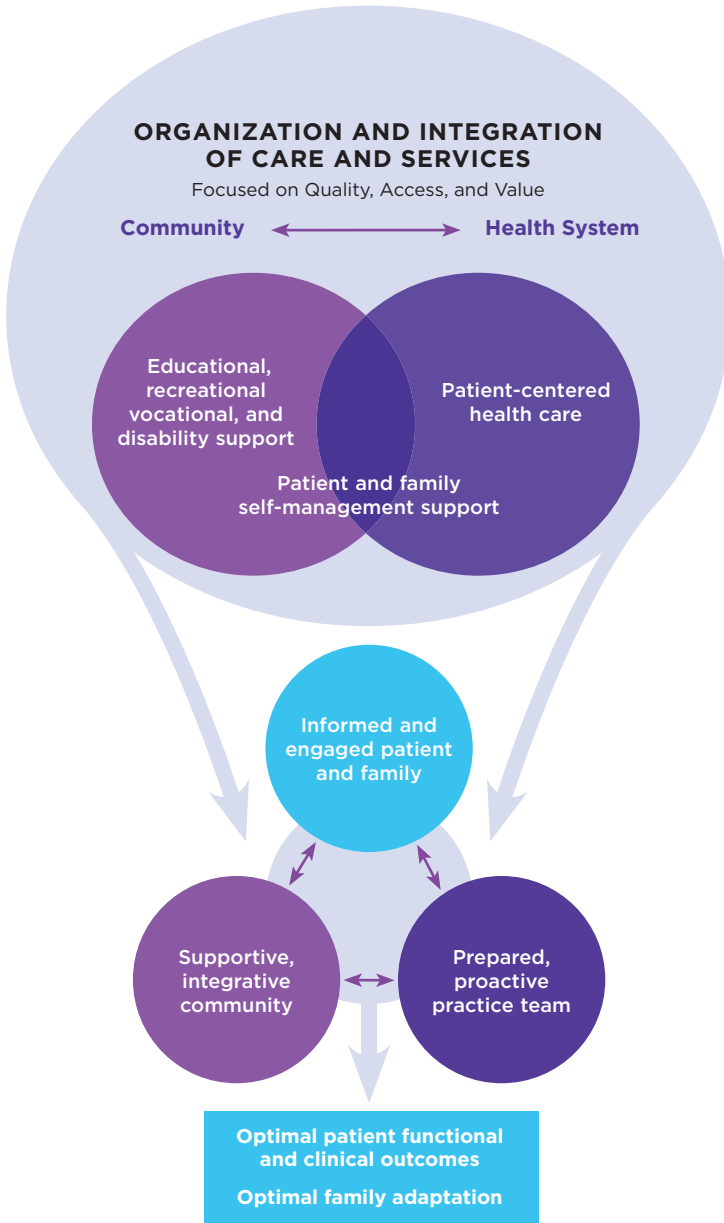 ORGANIZATION AND INTEGRATION
OF CARE AND SERVICES
Focused on Quality, Access, and Value
Community
Health System
Educational,
recreational
vocational, and
disability support
Patient-centered
health care
Patient and family
self-management support
Informed and
engaged patient
and family
Supportive,
integrative
community
Prepared,
proactive
practice team
Optimal patient functional
and clinical outcomes
Optimal family adaptation